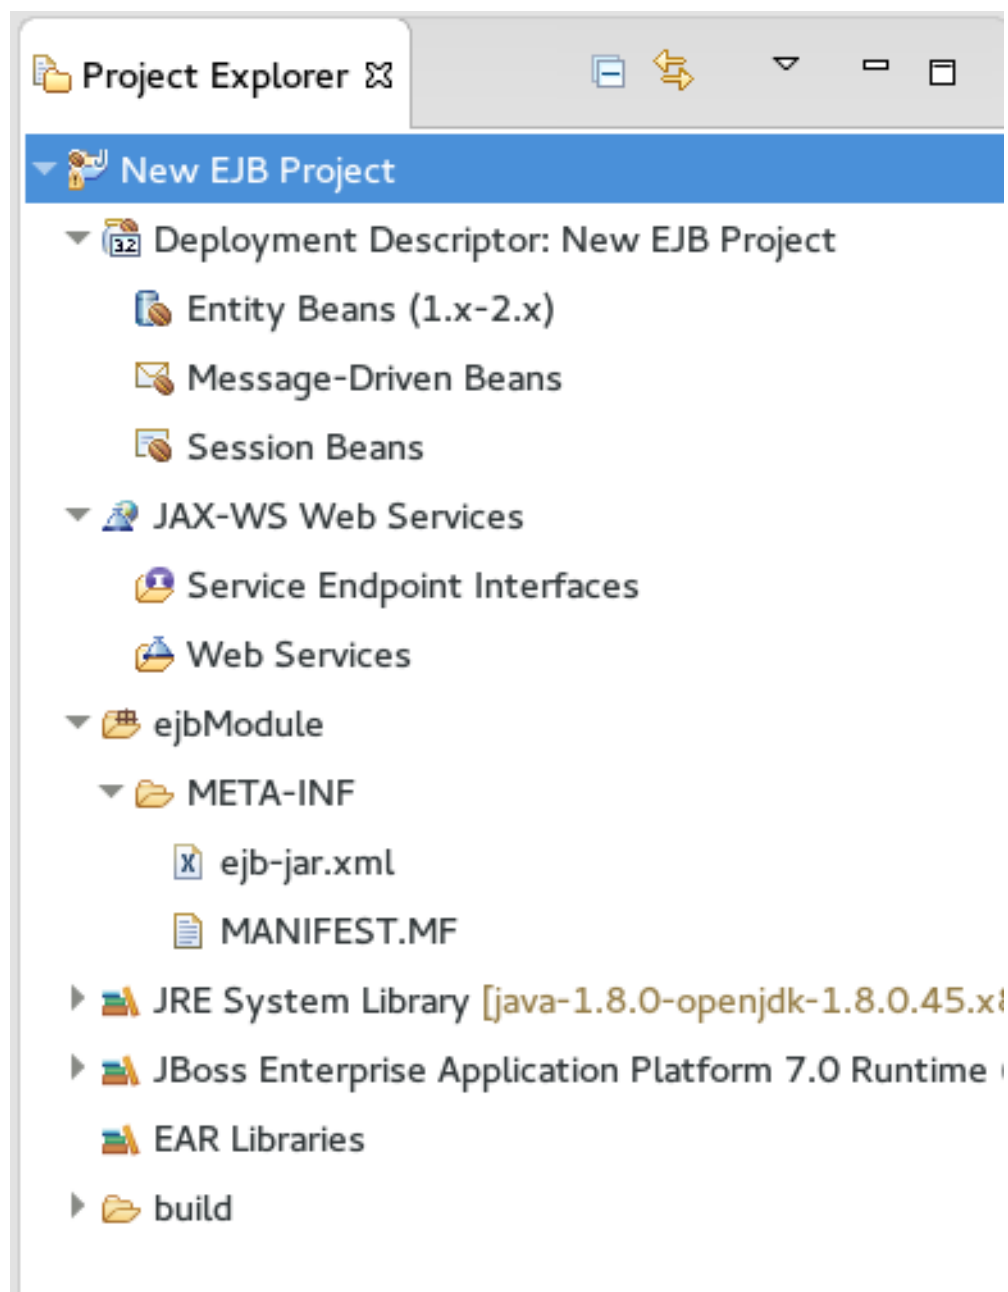 Project Explorer
New EJB Project
3.2 Deployment Descriptor: New EJB Project
Entity Beans (1.x-2.x)
Message-Driven Beans
Session Beans
JAX-WS Web Services
Service Endpoint Interfaces
Web Services
ejbModule
META-INF
ejb-jar.xml
MANIFEST.MF
JRE System Library [java-1.8.0-openjdk-1.8.0.45.x
JBoss Enterprise Application Platform 7.0 Runtime
EAR Libraries
build